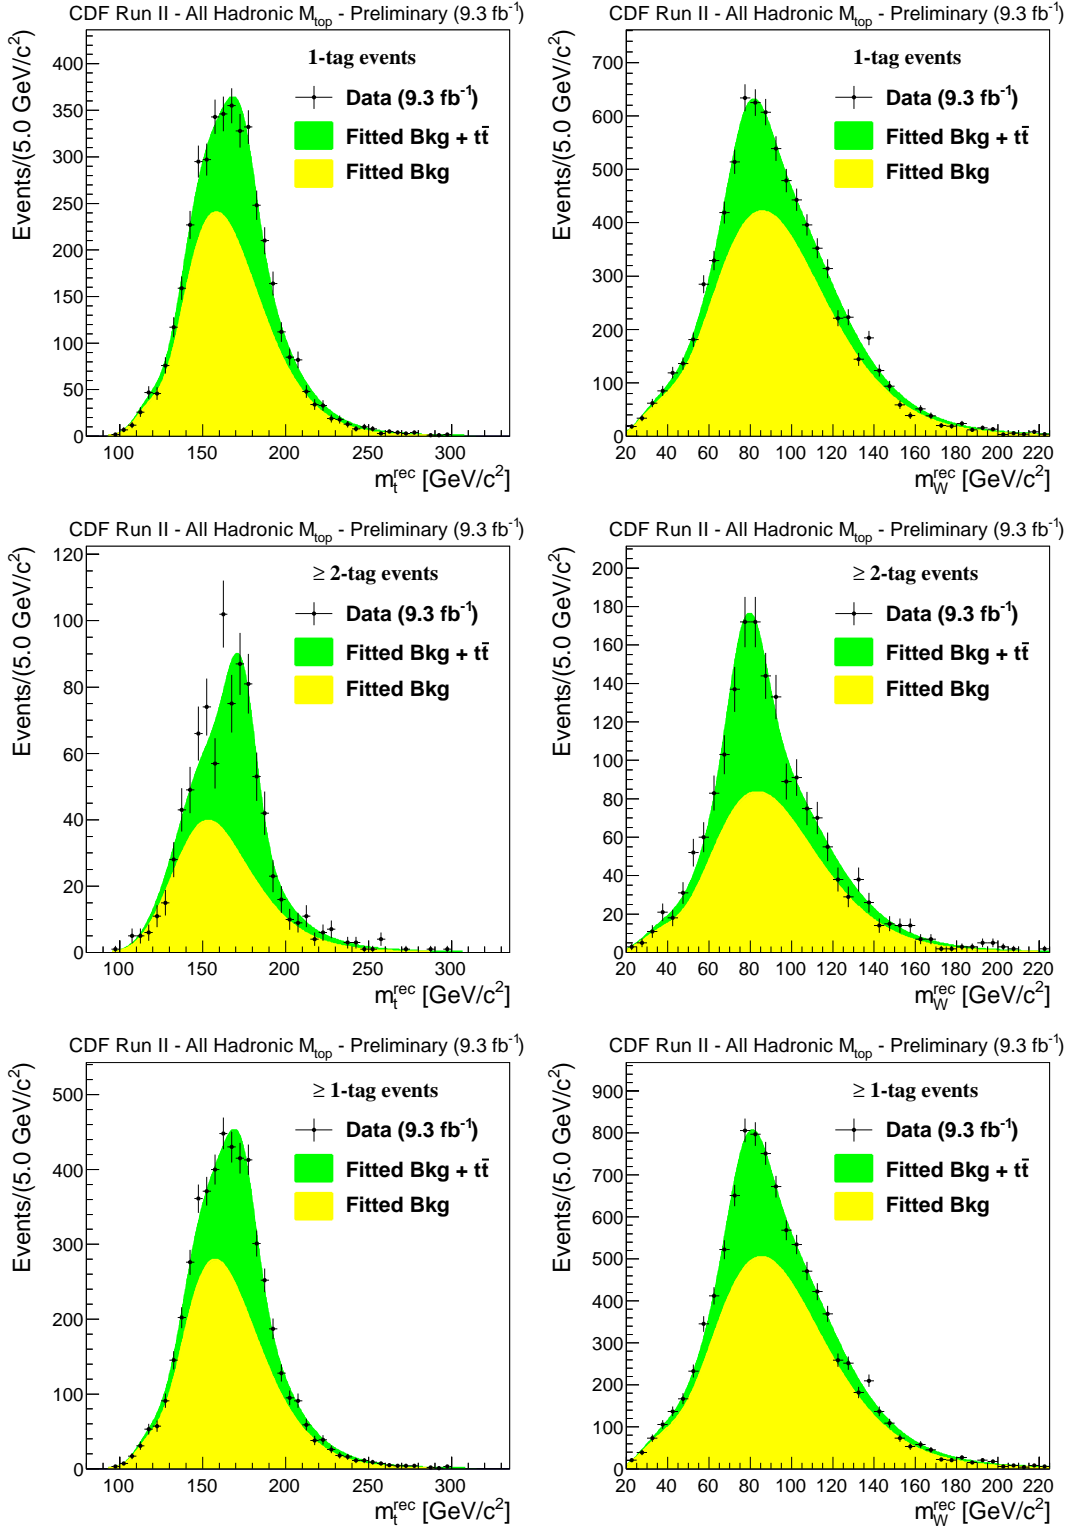 CDF Run II - All Hadronic M_top - Preliminary (9.3 fb⁻¹)
Events/(5.0 GeV/c²)
1-tag events
Data (9.3 fb⁻¹)
Fitted Bkg + tt̄
Fitted Bkg
400
350
300
250
200
150
100
50
0
100 150 200 250 300
m_t^rec [GeV/c²]
CDF Run II - All Hadronic M_top - Preliminary (9.3 fb⁻¹)
Events/(5.0 GeV/c²)
1-tag events
Data (9.3 fb⁻¹)
Fitted Bkg + tt̄
Fitted Bkg
700
600
500
400
300
200
100
0
20 40 60 80 100 120 140 160 180 200 220
m_W^rec [GeV/c²]
CDF Run II - All Hadronic M_top - Preliminary (9.3 fb⁻¹)
Events/(5.0 GeV/c²)
≥ 2-tag events
Data (9.3 fb⁻¹)
Fitted Bkg + tt̄
Fitted Bkg
120
100
80
60
40
20
0
100 150 200 250 300
m_t^rec [GeV/c²]
CDF Run II - All Hadronic M_top - Preliminary (9.3 fb⁻¹)
Events/(5.0 GeV/c²)
≥ 2-tag events
Data (9.3 fb⁻¹)
Fitted Bkg + tt̄
Fitted Bkg
200
180
160
140
120
100
80
60
40
20
0
20 40 60 80 100 120 140 160 180 200 220
m_W^rec [GeV/c²]
CDF Run II - All Hadronic M_top - Preliminary (9.3 fb⁻¹)
Events/(5.0 GeV/c²)
≥ 1-tag events
Data (9.3 fb⁻¹)
Fitted Bkg + tt̄
Fitted Bkg
500
400
300
200
100
0
100 150 200 250 300
m_t^rec [GeV/c²]
CDF Run II - All Hadronic M_top - Preliminary (9.3 fb⁻¹)
Events/(5.0 GeV/c²)
≥ 1-tag events
Data (9.3 fb⁻¹)
Fitted Bkg + tt̄
Fitted Bkg
900
800
700
600
500
400
300
200
100
0
20 40 60 80 100 120 140 160 180 200 220
m_W^rec [GeV/c²]